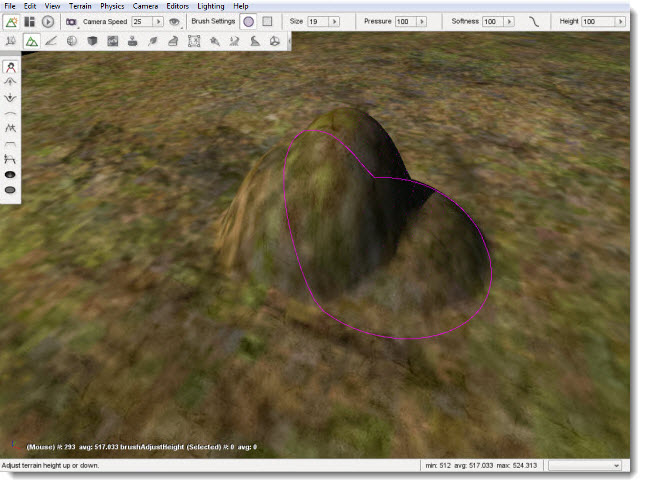 File Edit View Terrain Physics Camera Editors Lighting Help
Camera Speed 25 Brush Settings Size 19 Pressure 100 Softness 100 Height 100
(Mouse) #: 293 avg: 517.033 brushAdjustHeight (Selected) #: 0 avg: 0
Adjust terrain height up or down. min: 512 avg: 517.033 max: 524.313